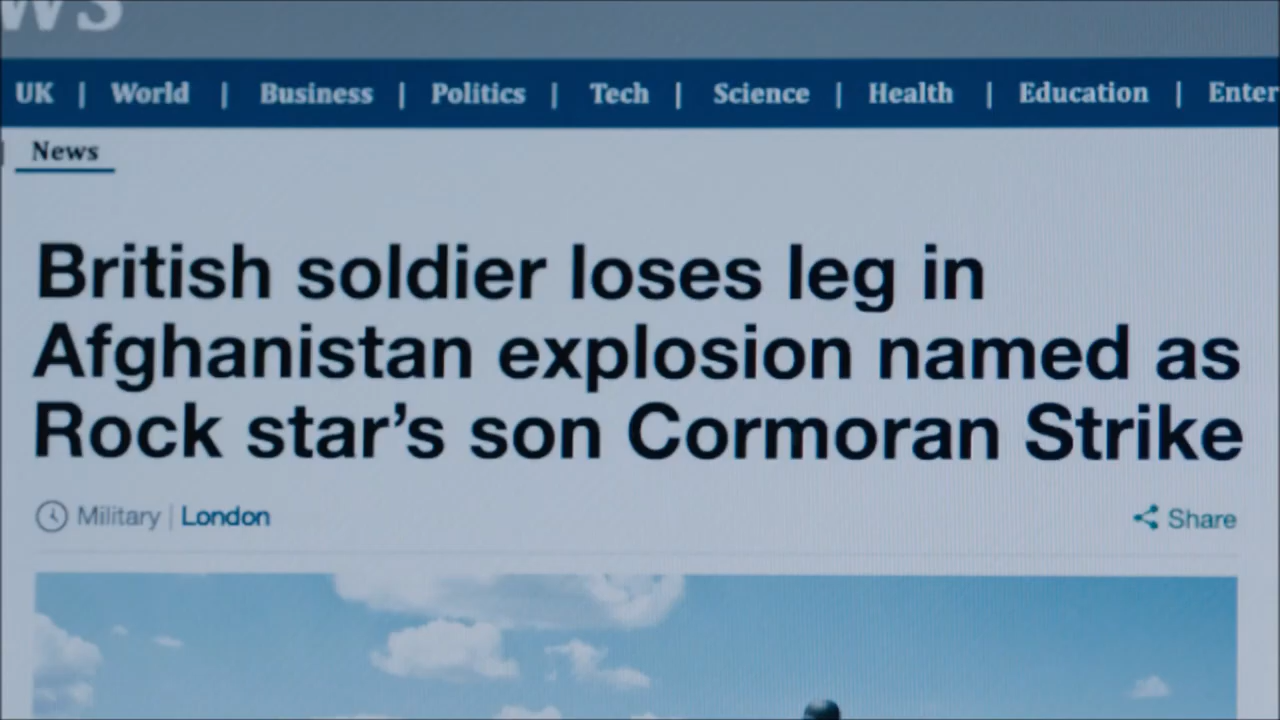 ws
UK | World | Business | Politics | Tech | Science | Health | Education | Enter
News
British soldier loses leg in
Afghanistan explosion named as
Rock star’s son Cormoran Strike
Military | London
Share